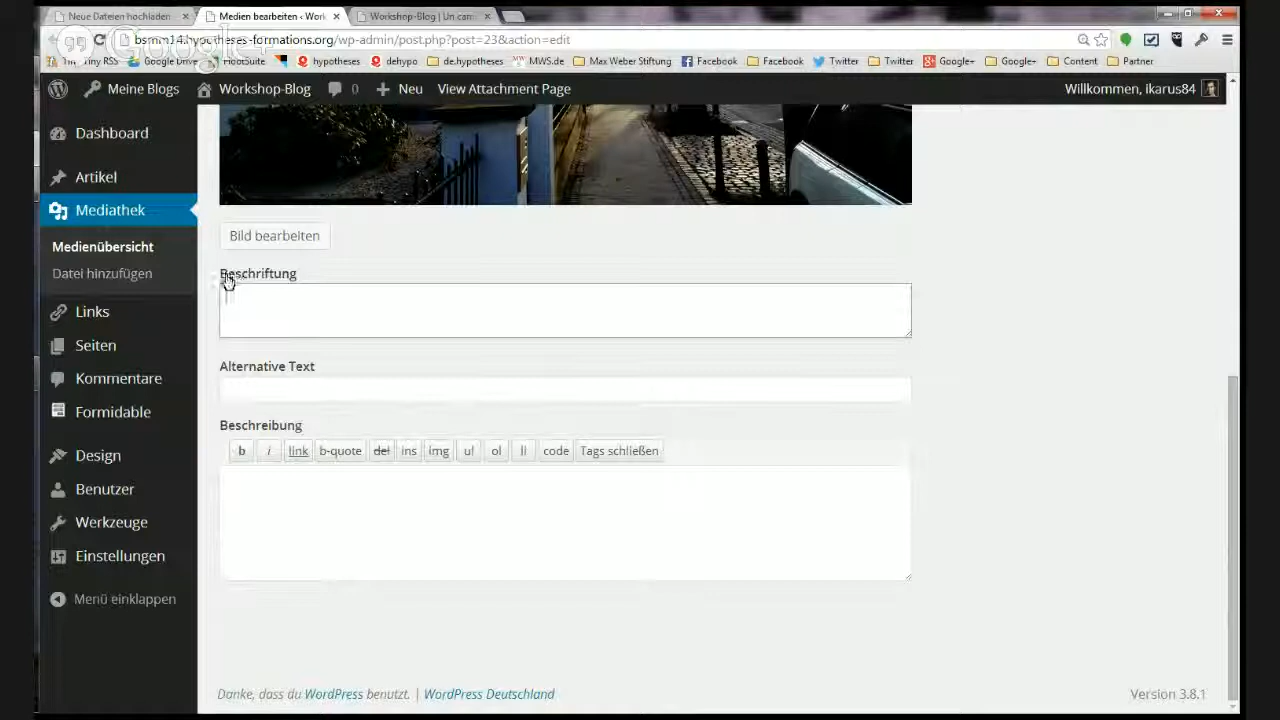 Neue Dateien hochladen
Medien bearbeiten ‹ Work
Workshop-Blog | Un cam
bsmm14.hypotheses-formations.org/wp-admin/post.php?post=23&action=edit
Google+
Tiny RSS
Google Drive
HootSuite
hypotheses
dehypo
de.hypotheses
MWS.de
Max Weber Stiftung
Facebook
Facebook
Twitter
Twitter
Google+
Google+
Content
Partner
Meine Blogs
Workshop-Blog
0
Neu
View Attachment Page
Willkommen, ikarus84
Dashboard
Artikel
Mediathek
Medienübersicht
Datei hinzufügen
Links
Seiten
Kommentare
Formidable
Design
Benutzer
Werkzeuge
Einstellungen
Menü einklappen
Bild bearbeiten
Beschriftung
Alternative Text
Beschreibung
b i link b-quote del ins img ul ol li code Tags schließen
Danke, dass du WordPress benutzt. | WordPress Deutschland
Version 3.8.1